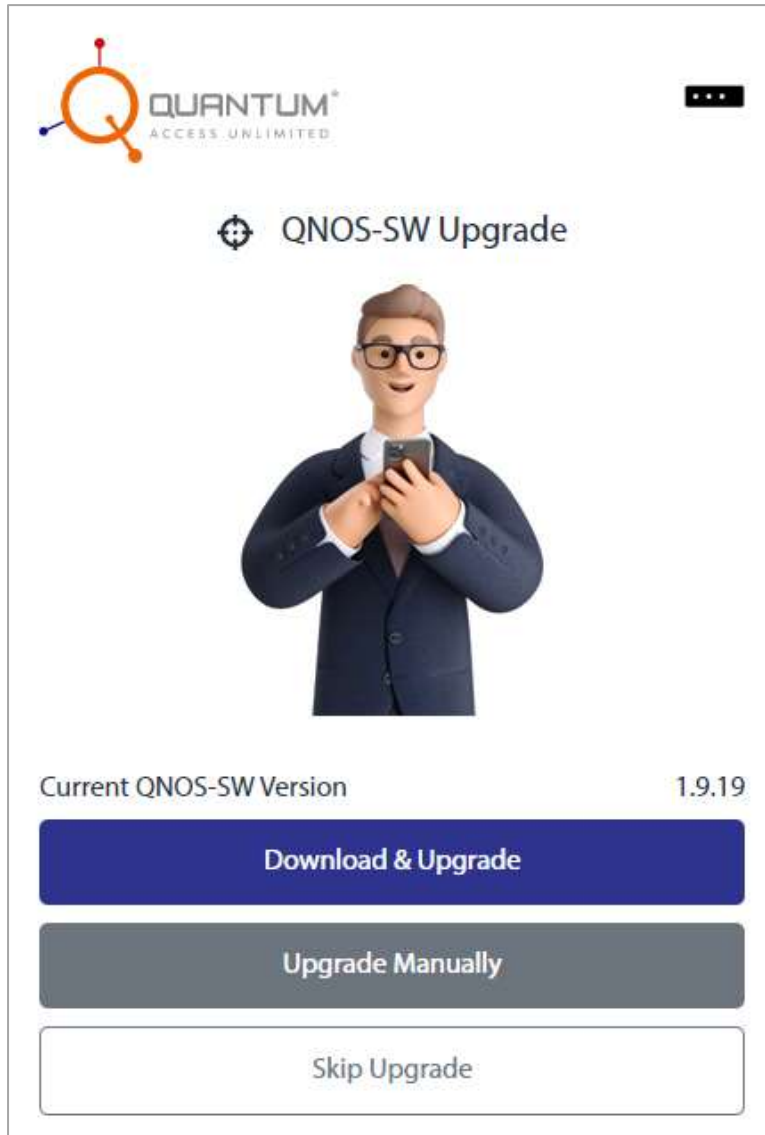 QUANTUM®
ACCESS UNLIMITED
QNOS-SW Upgrade
Current QNOS-SW Version 1.9.19
Download & Upgrade
Upgrade Manually
Skip Upgrade